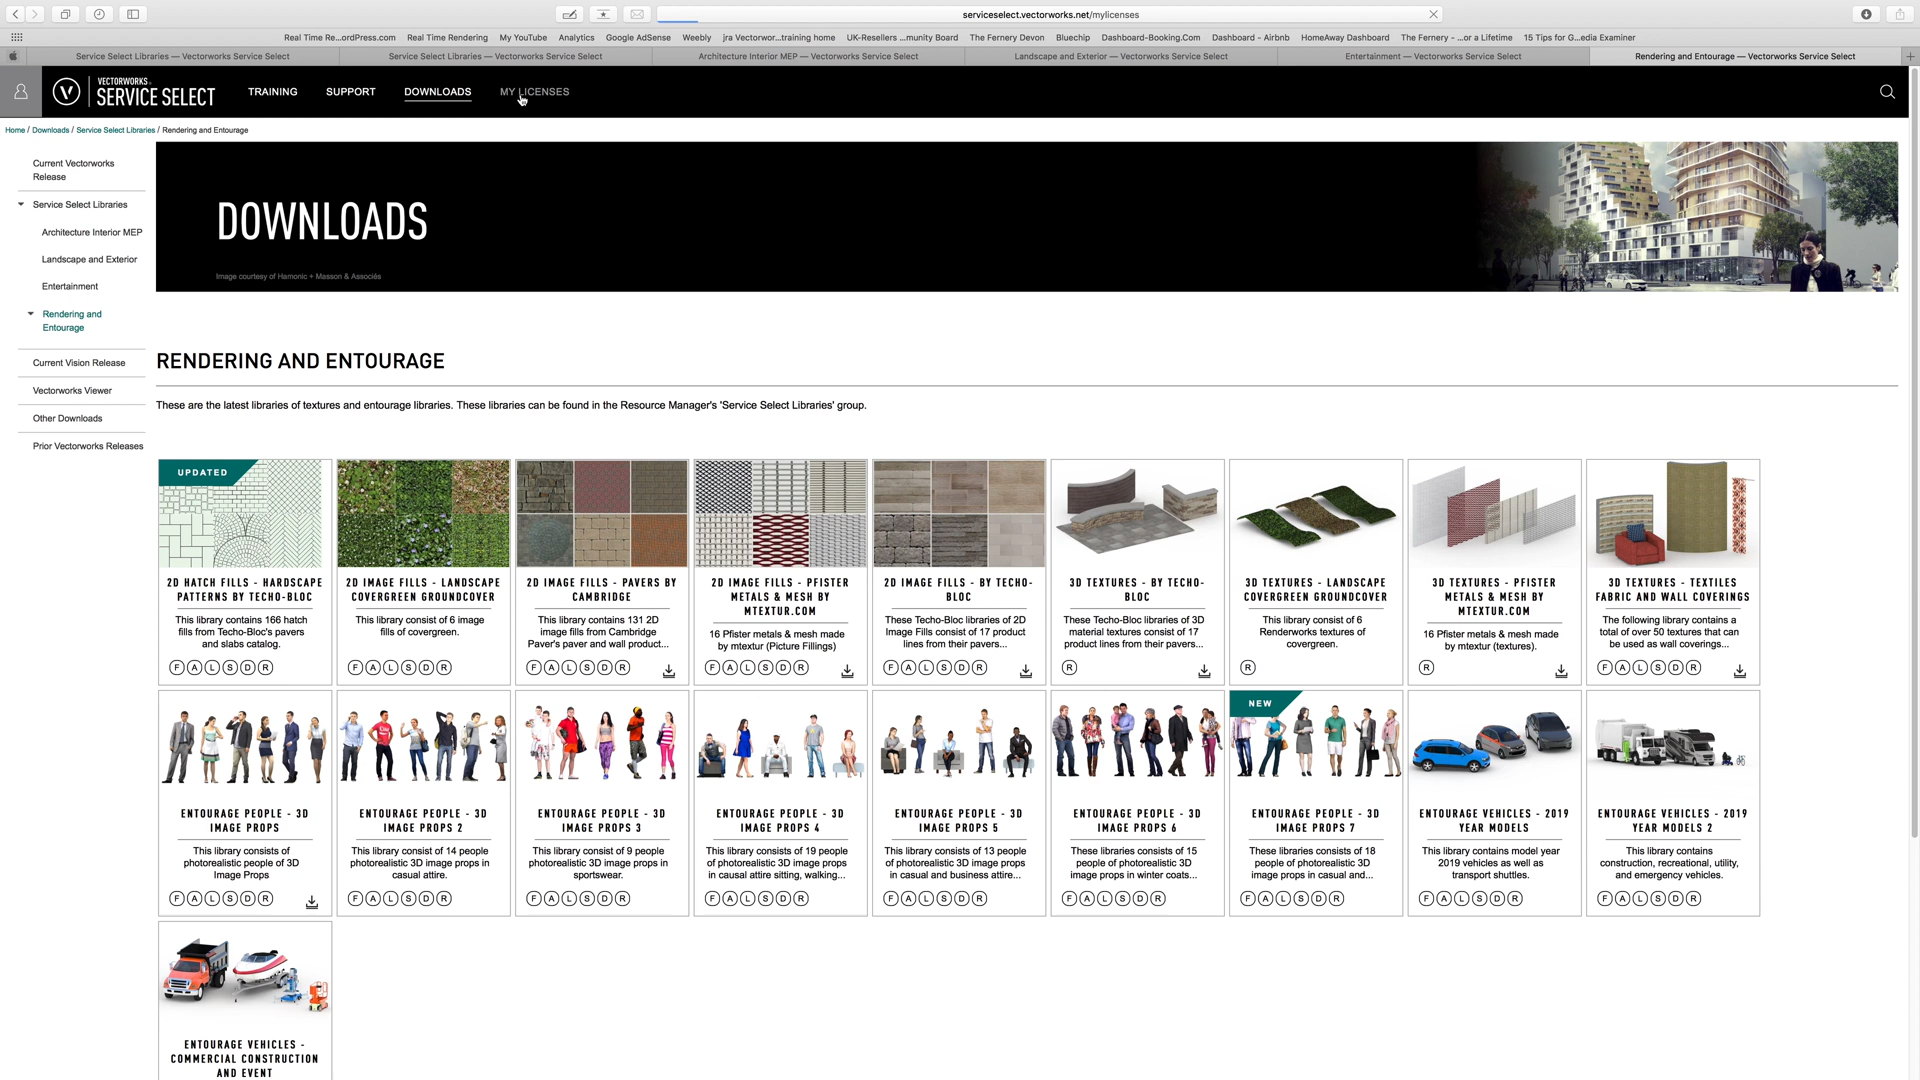 serviceselect.vectorworks.net/mylicenses
Real Time Re...ordPress.com Real Time Rendering My YouTube Analytics Google AdSense Weebly jra Vectorwor...training home UK-Resellers ...munity Board The Fernery Devon Bluechip Dashboard-Booking.Com Dashboard - Airbnb HomeAway Dashboard The Fernery - ...or a Lifetime 15 Tips for G...edia Examiner
Service Select Libraries — Vectorworks Service Select Service Select Libraries — Vectorworks Service Select Architecture Interior MEP — Vectorworks Service Select Landscape and Exterior — Vectorworks Service Select Entertainment — Vectorworks Service Select Rendering and Entourage — Vectorworks Service Select
VECTORWORKS
SERVICE SELECT TRAINING SUPPORT DOWNLOADS MY LICENSES
Home / Downloads / Service Select Libraries / Rendering and Entourage
Current Vectorworks
Release
Service Select Libraries
Architecture Interior MEP
Landscape and Exterior
Entertainment
Rendering and
Entourage
Current Vision Release
Vectorworks Viewer
Other Downloads
Prior Vectorworks Releases
DOWNLOADS
Image courtesy of Hamonic + Masson & Associés
RENDERING AND ENTOURAGE
These are the latest libraries of textures and entourage libraries. These libraries can be found in the Resource Manager's 'Service Select Libraries' group.
UPDATED
2D HATCH FILLS - HARDSCAPE
PATTERNS BY TECHO-BLOC
This library contains 166 hatch
fills from Techo-Bloc's pavers
and slabs catalog.
F A L S D R
2D IMAGE FILLS - LANDSCAPE
COVERGREEN GROUNDCOVER
This library consist of 6 image
fills of covergreen.
F A L S D R
2D IMAGE FILLS - PAVERS BY
CAMBRIDGE
This library contains 131 2D
image fills from Cambridge
Paver's paver and wall product...
F A L S D R
2D IMAGE FILLS - PFISTER
METALS & MESH BY
MTEXTUR.COM
16 Pfister metals & mesh made
by mtextur (Picture Fillings)
F A L S D R
2D IMAGE FILLS - BY TECHO-
BLOC
These Techo-Bloc libraries of 2D
Image Fills consist of 17 product
lines from their pavers...
F A L S D R
3D TEXTURES - BY TECHO-
BLOC
These Techo-Bloc libraries of 3D
material textures consist of 17
product lines from their pavers...
R
3D TEXTURES - LANDSCAPE
COVERGREEN GROUNDCOVER
This library consist of 6
Renderworks textures of
covergreen.
R
3D TEXTURES - PFISTER
METALS & MESH BY
MTEXTUR.COM
16 Pfister metals & mesh made
by mtextur (textures).
R
3D TEXTURES - TEXTILES
FABRIC AND WALL COVERINGS
The following library contains a
total of over 50 textures that can
be used as wall coverings...
F A L S D R
ENTOURAGE PEOPLE - 3D
IMAGE PROPS
This library consists of
photorealistic people of 3D
Image Props
F A L S D R
ENTOURAGE PEOPLE - 3D
IMAGE PROPS 2
This library consist of 14 people
photorealistic 3D image props in
casual attire.
F A L S D R
ENTOURAGE PEOPLE - 3D
IMAGE PROPS 3
This library consist of 9 people
photorealistic 3D image props in
sportswear.
F A L S D R
ENTOURAGE PEOPLE - 3D
IMAGE PROPS 4
This library consists of 19 people
of photorealistic 3D image props
in causal attire sitting, walking...
F A L S D R
ENTOURAGE PEOPLE - 3D
IMAGE PROPS 5
This library consists of 13 people
of photorealistic 3D image props
in casual and business attire...
F A L S D R
ENTOURAGE PEOPLE - 3D
IMAGE PROPS 6
These libraries consists of 15
people of photorealistic 3D
image props in winter coats...
F A L S D R
NEW
ENTOURAGE PEOPLE - 3D
IMAGE PROPS 7
These libraries consists of 18
people of photorealistic 3D
image props in casual and...
F A L S D R
ENTOURAGE VEHICLES - 2019
YEAR MODELS
This library contains model year
2019 vehicles as well as
transport shuttles.
F A L S D R
ENTOURAGE VEHICLES - 2019
YEAR MODELS 2
This library contains
construction, recreational, utility,
and emergency vehicles.
F A L S D R
ENTOURAGE VEHICLES -
COMMERCIAL CONSTRUCTION
AND EVENT